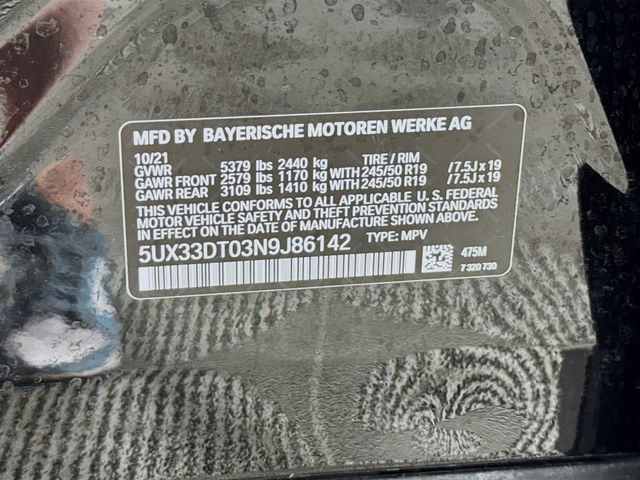 MFD BY BAYERISCHE MOTOREN WERKE AG
10/21
GVWR 5379 lbs 2440 kg TIRE / RIM
GAWR FRONT 2579 lbs 1170 kg WITH 245/50 R19 /7.5J x 19
GAWR REAR 3109 lbs 1410 kg WITH 245/50 R19 /7.5J x 19
THIS VEHICLE CONFORMS TO ALL APPLICABLE U.S. FEDERAL
MOTOR VEHICLE SAFETY AND THEFT PREVENTION STANDARDS
IN EFFECT ON THE DATE OF MANUFACTURE SHOWN ABOVE.
5UX33DT03N9J86142 TYPE: MPV
475M
7 320 730